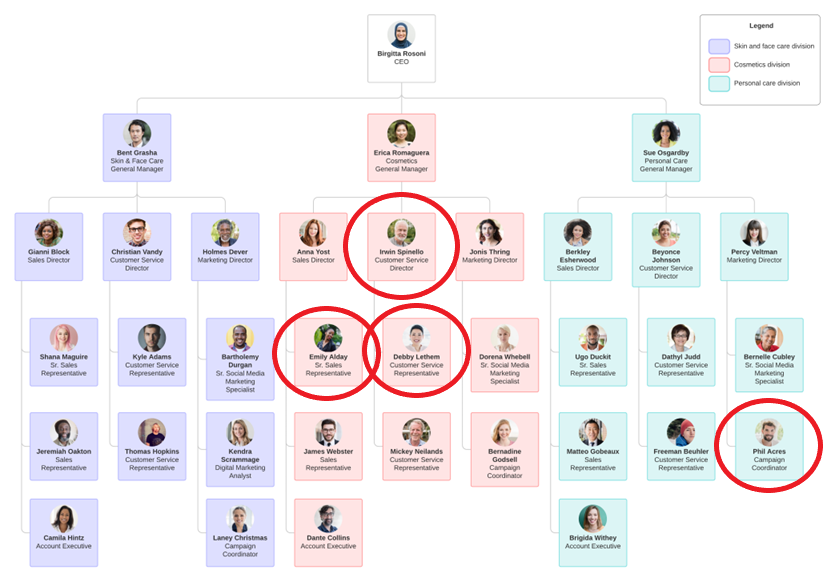 Birgitta Rosoni
CEO
Legend
Skin and face care division
Cosmetics division
Personal care division
Bent Grasha
Skin & Face Care
General Manager
Erica Romaguera
Cosmetics
General Manager
Sue Osgardby
Personal Care
General Manager
Gianni Block
Sales Director
Christian Vandy
Customer Service
Director
Holmes Dever
Marketing Director
Anna Yost
Sales Director
Irwin Spinello
Customer Service
Director
Jonis Thring
Marketing Director
Berkley
Esherwood
Sales Director
Beyonce
Johnson
Customer Service
Director
Percy Veltman
Marketing Director
Shana Maguire
Sr. Sales
Representative
Kyle Adams
Customer Service
Representative
Bartholemy
Durgan
Sr. Social Media
Marketing
Specialist
Emily Alday
Sr. Sales
Representative
Debby Lethem
Customer Service
Representative
Dorena Whebell
Sr. Social Media
Marketing
Specialist
Ugo Duckit
Sr. Sales
Representative
Dathyl Judd
Customer Service
Representative
Bernelle Cubley
Sr. Social Media
Marketing
Specialist
Jeremiah Oakton
Sales
Representative
Thomas Hopkins
Customer Service
Representative
Kendra
Scrammage
Digital Marketing
Analyst
James Webster
Sales
Representative
Mickey Neilands
Customer Service
Representative
Bernadine
Godsell
Campaign
Coordinator
Matteo Gobeaux
Sales
Representative
Freeman Beuhler
Customer Service
Representative
Phil Acres
Campaign
Coordinator
Camila Hintz
Account Executive
Laney Christmas
Campaign
Coordinator
Dante Collins
Account Executive
Brigida Withey
Account Executive